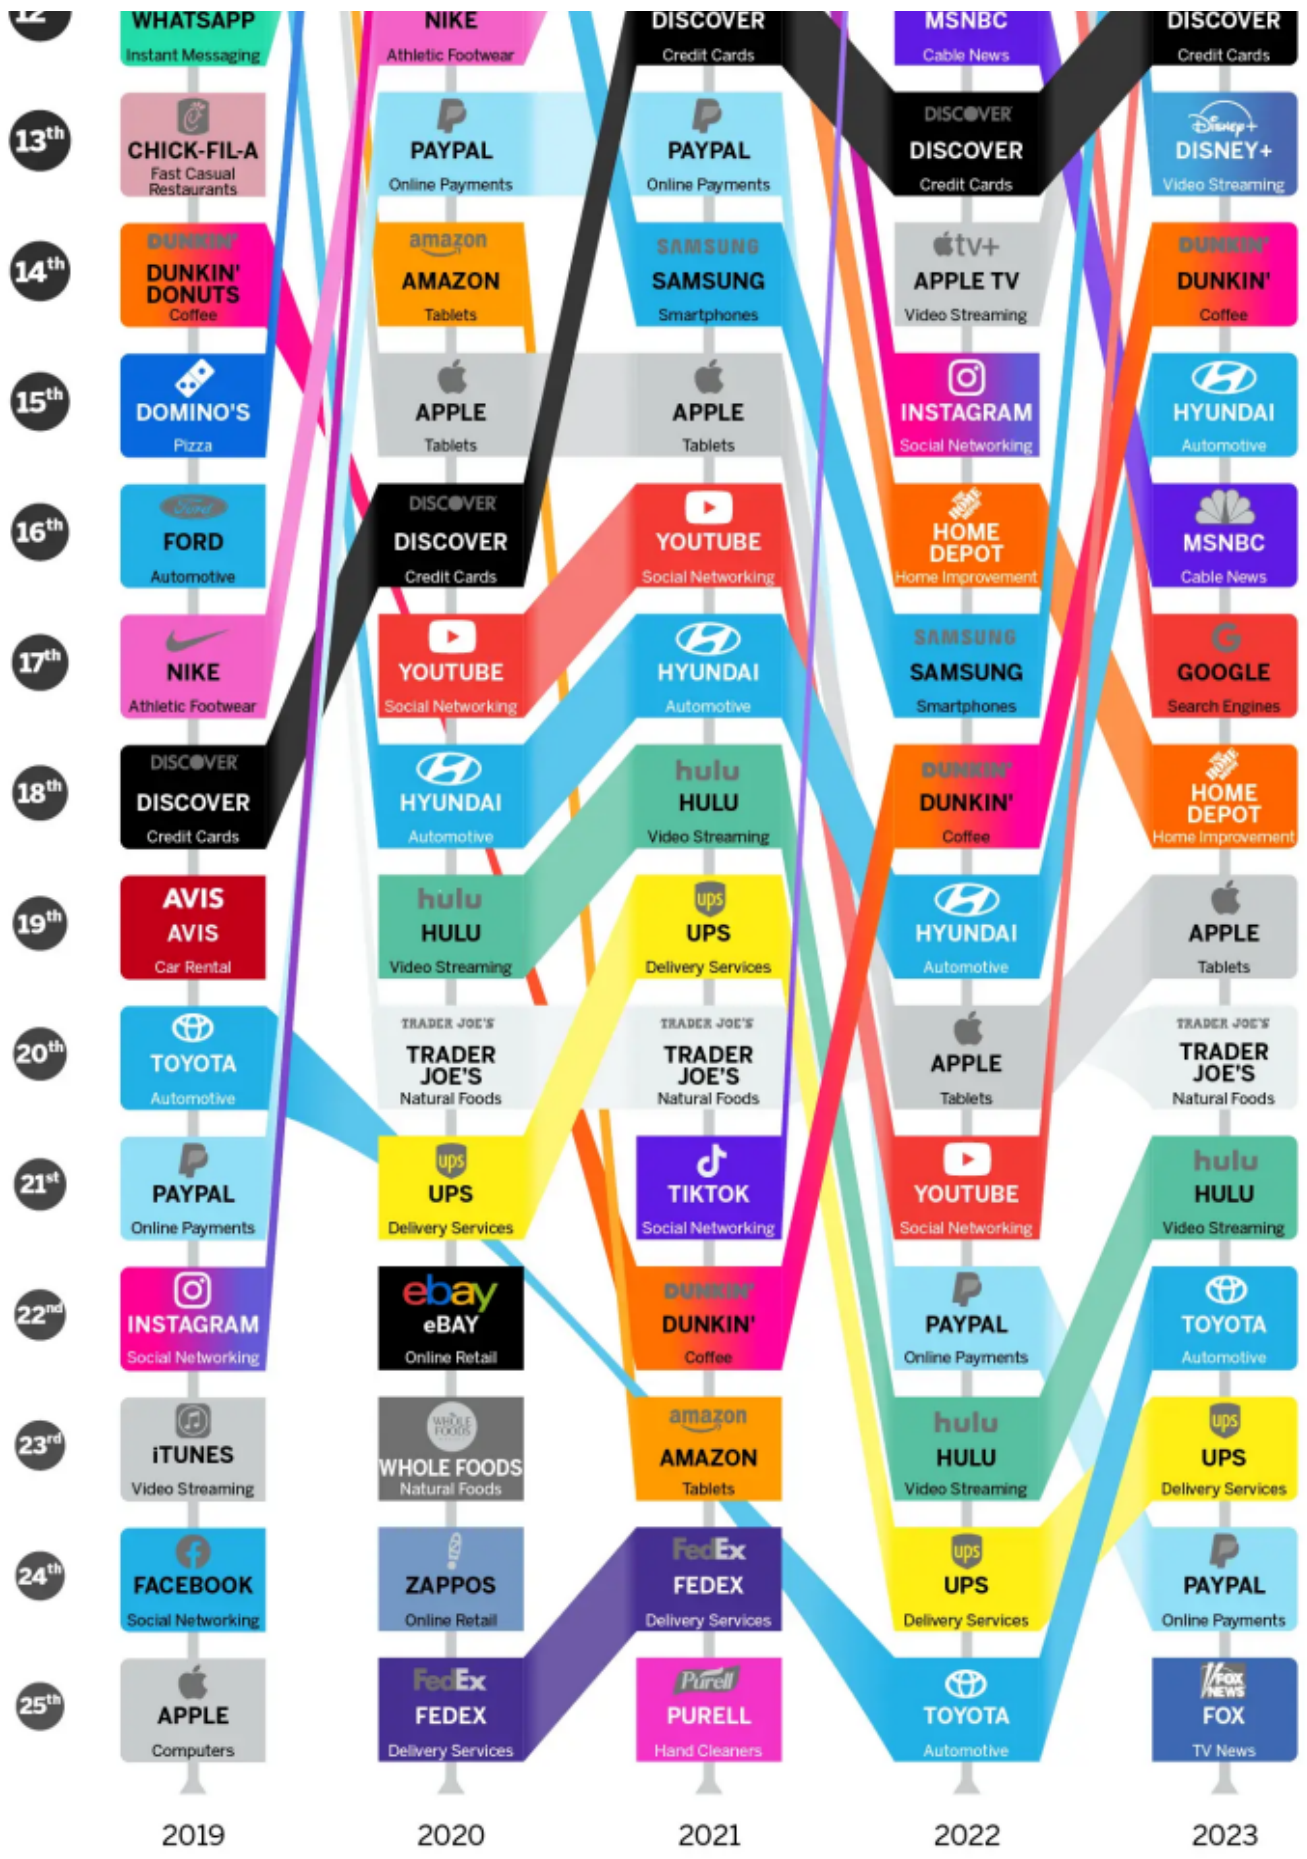 12
WHATSAPP
Instant Messaging
NIKE
Athletic Footwear
DISCOVER
Credit Cards
MSNBC
Cable News
DISCOVER
Credit Cards
13th
CHICK-FIL-A
Fast Casual
Restaurants
PAYPAL
Online Payments
PAYPAL
Online Payments
DISCOVER
DISCOVER
Credit Cards
Disney+
DISNEY+
Video Streaming
14th
DUNKIN'
DUNKIN'
DONUTS
Coffee
amazon
AMAZON
Tablets
SAMSUNG
SAMSUNG
Smartphones
tv+
APPLE TV
Video Streaming
DUNKIN'
DUNKIN'
Coffee
15th
DOMINO'S
Pizza
APPLE
Tablets
APPLE
Tablets
INSTAGRAM
Social Networking
HYUNDAI
Automotive
16th
Ford
FORD
Automotive
DISCOVER
DISCOVER
Credit Cards
YOUTUBE
Social Networking
THE
HOME
DEPOT
HOME
DEPOT
Home Improvement
MSNBC
Cable News
17th
NIKE
Athletic Footwear
YOUTUBE
Social Networking
HYUNDAI
Automotive
SAMSUNG
SAMSUNG
Smartphones
G
GOOGLE
Search Engines
18th
DISCOVER
DISCOVER
Credit Cards
HYUNDAI
Automotive
hulu
HULU
Video Streaming
DUNKIN'
DUNKIN'
Coffee
THE
HOME
DEPOT
HOME
DEPOT
Home Improvement
19th
AVIS
AVIS
Car Rental
hulu
HULU
Video Streaming
ups
UPS
Delivery Services
HYUNDAI
Automotive
APPLE
Tablets
20th
TOYOTA
Automotive
TRADER JOE'S
TRADER
JOE'S
Natural Foods
TRADER JOE'S
TRADER
JOE'S
Natural Foods
APPLE
Tablets
TRADER JOE'S
TRADER
JOE'S
Natural Foods
21st
PAYPAL
Online Payments
ups
UPS
Delivery Services
TIKTOK
Social Networking
YOUTUBE
Social Networking
hulu
HULU
Video Streaming
22nd
INSTAGRAM
Social Networking
ebay
eBAY
Online Retail
DUNKIN'
DUNKIN'
Coffee
PAYPAL
Online Payments
TOYOTA
Automotive
23rd
iTUNES
Video Streaming
WHOLE
FOODS
WHOLE FOODS
Natural Foods
amazon
AMAZON
Tablets
hulu
HULU
Video Streaming
ups
UPS
Delivery Services
24th
FACEBOOK
Social Networking
ZAPPOS
Online Retail
FedEx
FEDEX
Delivery Services
ups
UPS
Delivery Services
PAYPAL
Online Payments
25th
APPLE
Computers
FedEx
FEDEX
Delivery Services
Purell
PURELL
Hand Cleaners
TOYOTA
Automotive
FOX
NEWS
FOX
TV News
2019
2020
2021
2022
2023